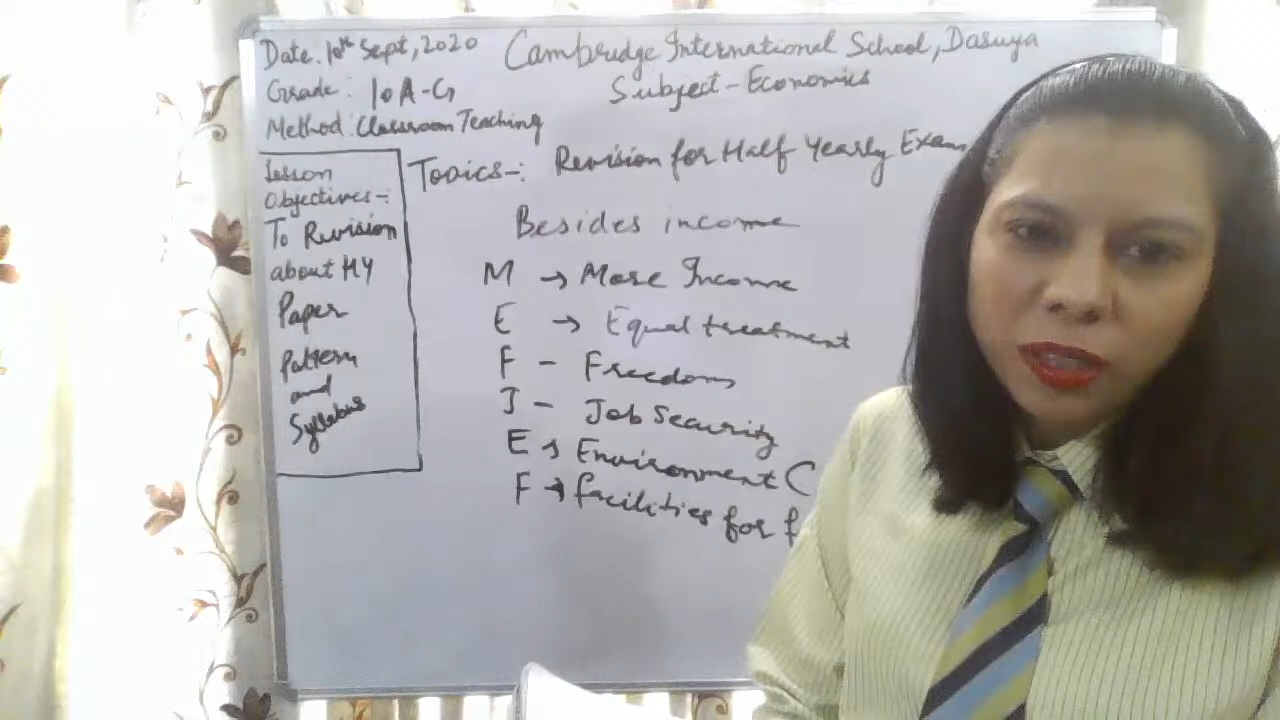 Date. 10th Sept, 2020
Cambridge International School, Dasuya
Grade: 10 A-G
Subject - Economics
Method: Classroom Teaching
Topics-: Revision for Half Yearly Exam
Lesson
Objectives-:
To Revision
about HY
Paper
Pattern
and
Syllabus
Besides income
M → More Income
E → Equal treatment
F - Freedom
J - Job Security
E → Environment C
F → facilities for f